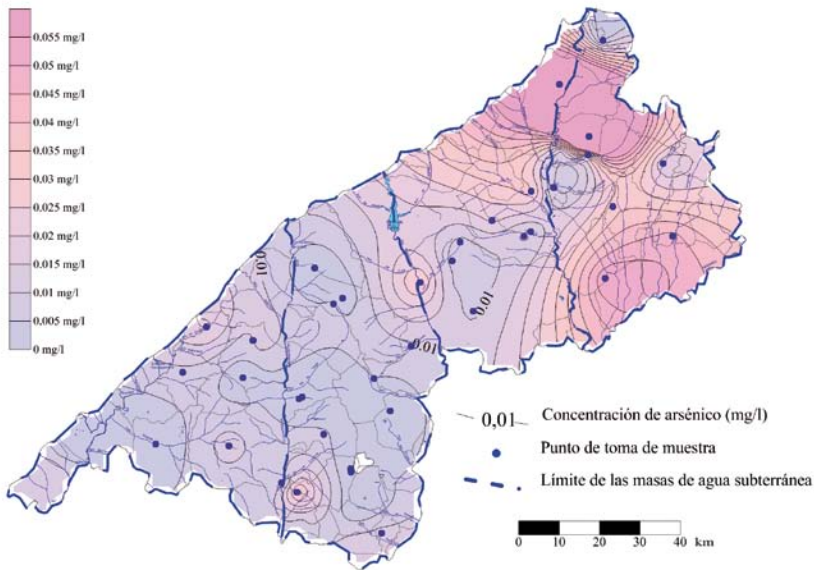 0.055 mg/l
0.05 mg/l
0.045 mg/l
0.04 mg/l
0.035 mg/l
0.03 mg/l
0.025 mg/l
0.02 mg/l
0.015 mg/l
0.01 mg/l
0.005 mg/l
0 mg/l
0.01
0.01
0.01
0,01 Concentración de arsénico (mg/l)
Punto de toma de muestra
Límite de las masas de agua subterránea
0 10 20 30 40
km